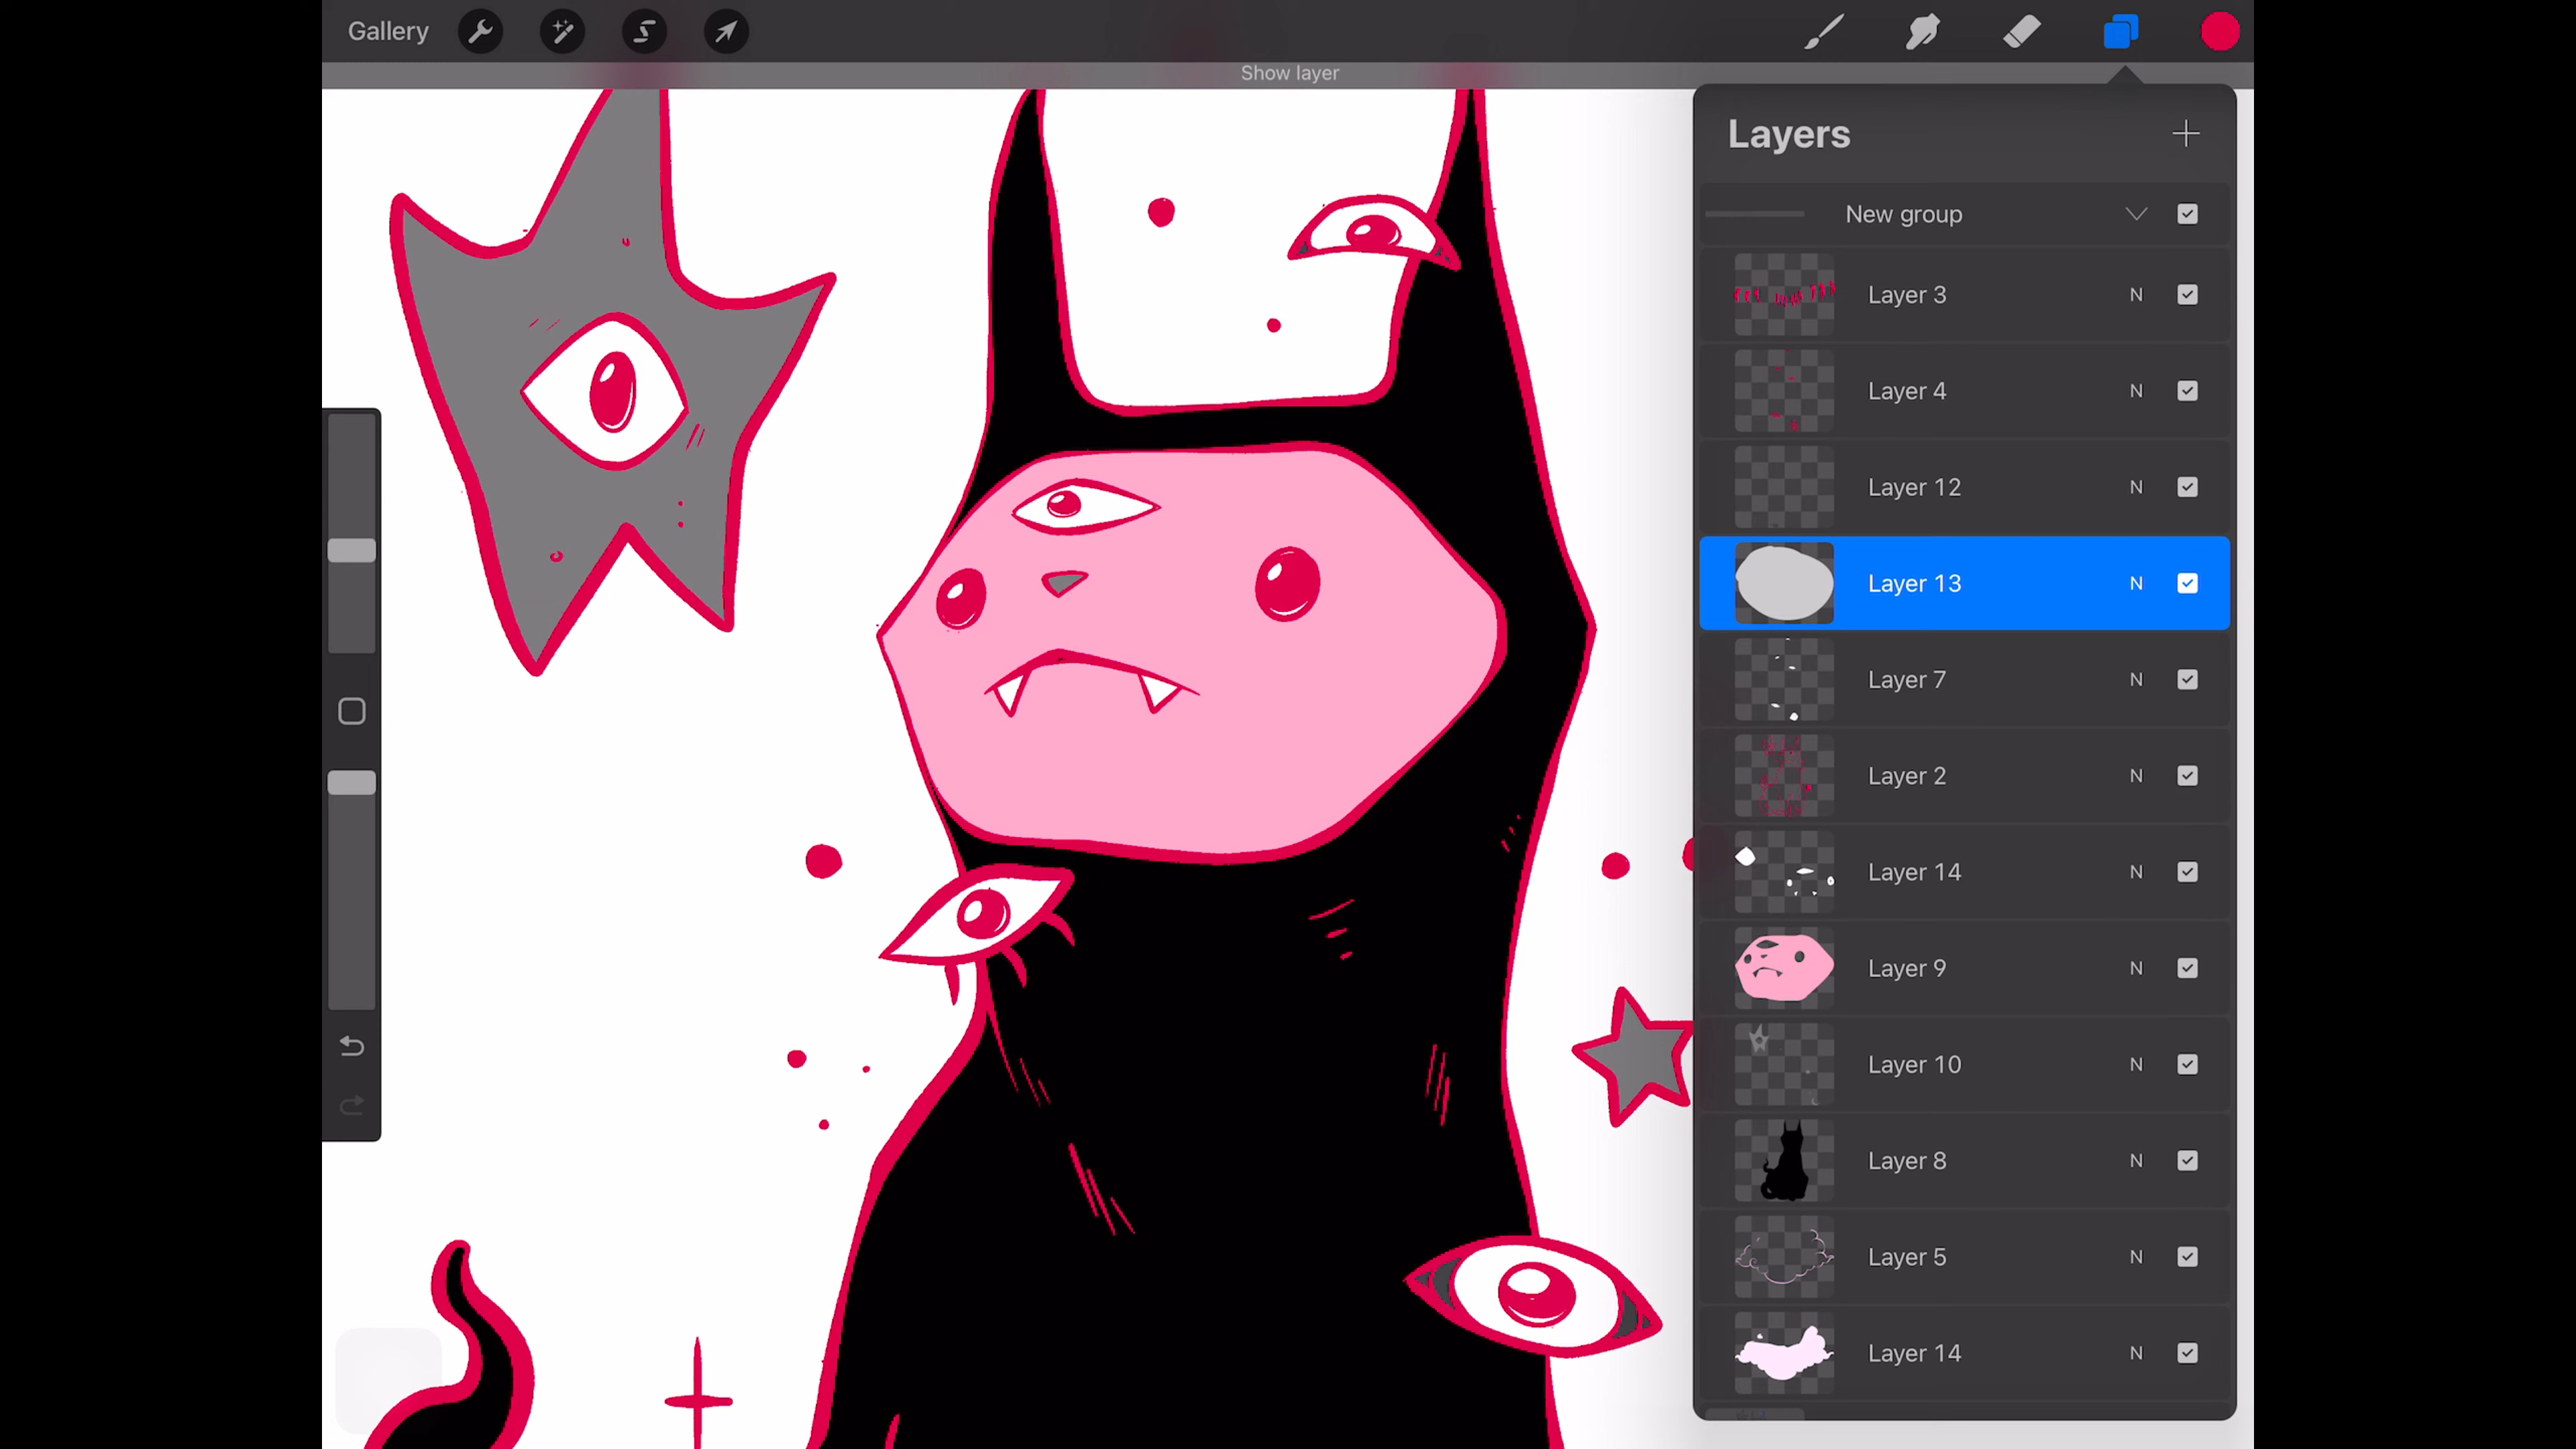 Gallery
Show layer
Layers
New group
Layer 3 N
Layer 4 N
Layer 12 N
Layer 13 N
Layer 7 N
Layer 2 N
Layer 14 N
Layer 9 N
Layer 10 N
Layer 8 N
Layer 5 N
Layer 14 N